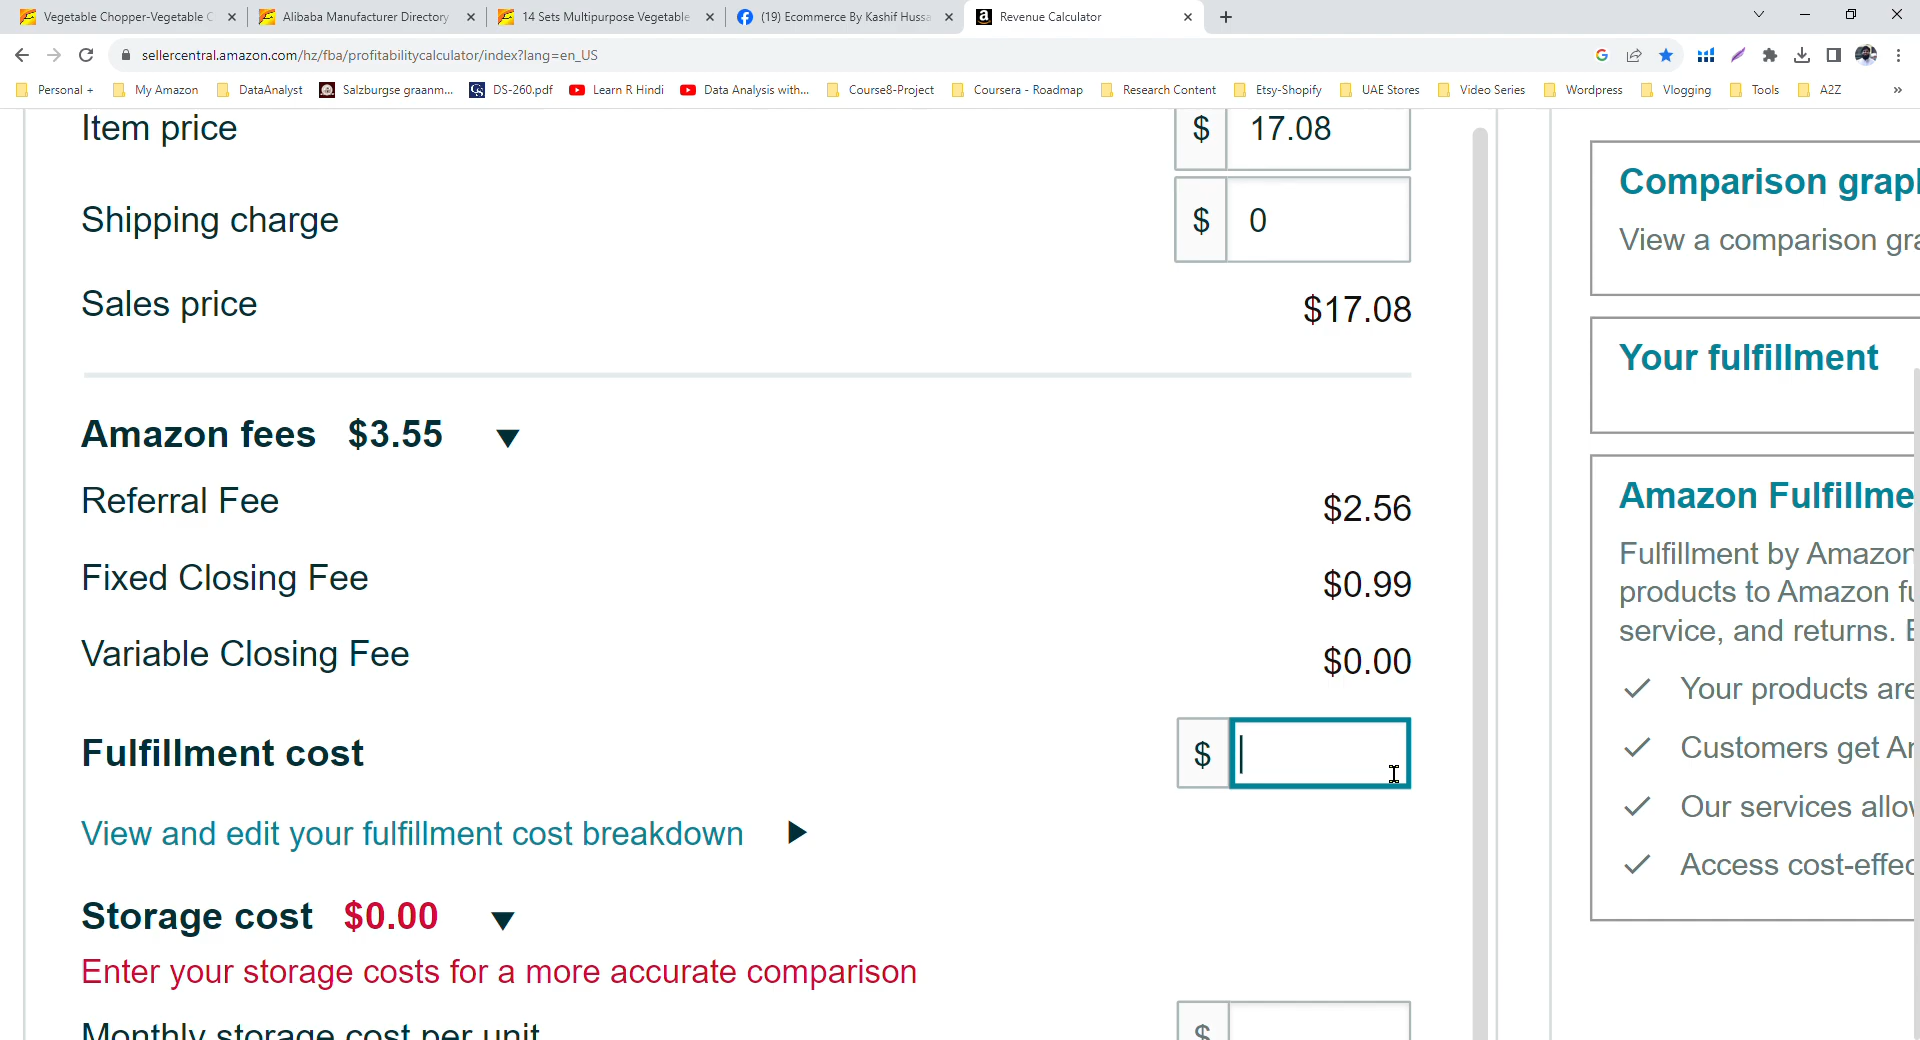 Vegetable Chopper-Vegetable C
Alibaba Manufacturer Directory
14 Sets Multipurpose Vegetable
(19) Ecommerce By Kashif Hussa
Revenue Calculator
sellercentral.amazon.com/hz/fba/profitabilitycalculator/index?lang=en_US
Personal +
My Amazon
DataAnalyst
Salzburgse graanm...
DS-260.pdf
Learn R Hindi
Data Analysis with...
Course8-Project
Coursera - Roadmap
Research Content
Etsy-Shopify
UAE Stores
Video Series
Wordpress
Vlogging
Tools
A2Z
»
Item price $ 17.08
Shipping charge $ 0
Sales price $17.08
Amazon fees $3.55
Referral Fee $2.56
Fixed Closing Fee $0.99
Variable Closing Fee $0.00
Fulfillment cost $
View and edit your fulfillment cost breakdown
Storage cost $0.00
Enter your storage costs for a more accurate comparison
Monthly storage cost per unit $
Comparison grap
View a comparison gra
Your fulfillment
Amazon Fulfillme
Fulfillment by Amazon
products to Amazon fu
service, and returns.
Your products are
Customers get Am
Our services allow
Access cost-effec